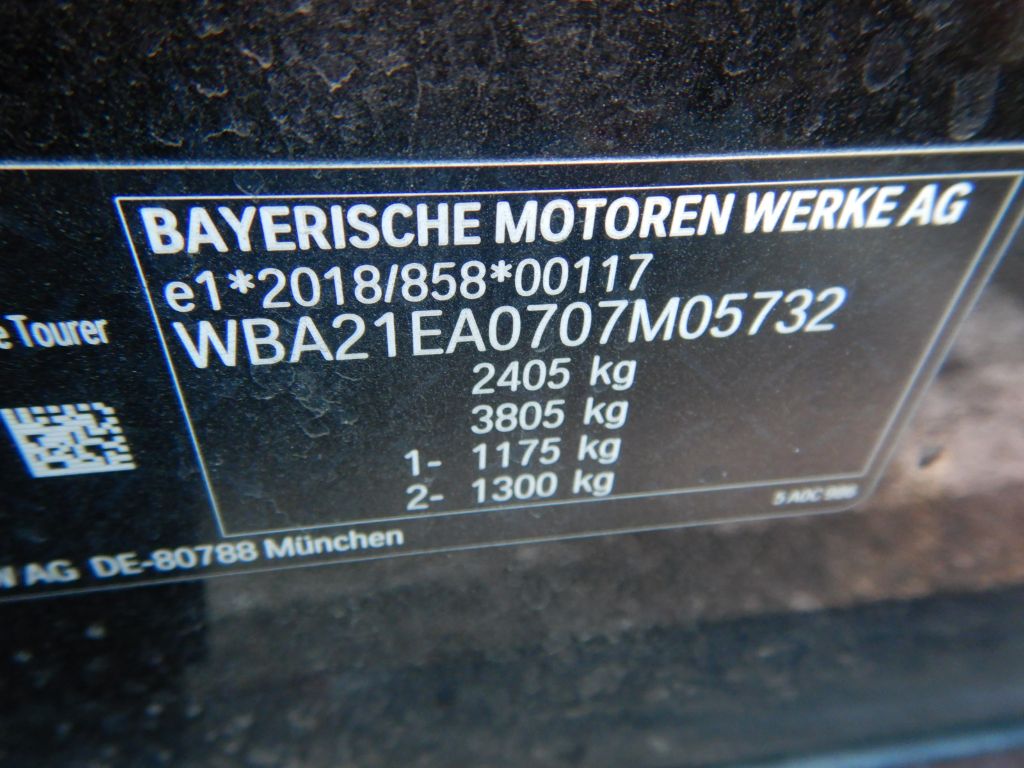 BAYERISCHE MOTOREN WERKE AG
e1*2018/858*00117
WBA21EA0707M05732
2405 kg
3805 kg
1- 1175 kg
2- 1300 kg
Tourer
AG DE-80788 München